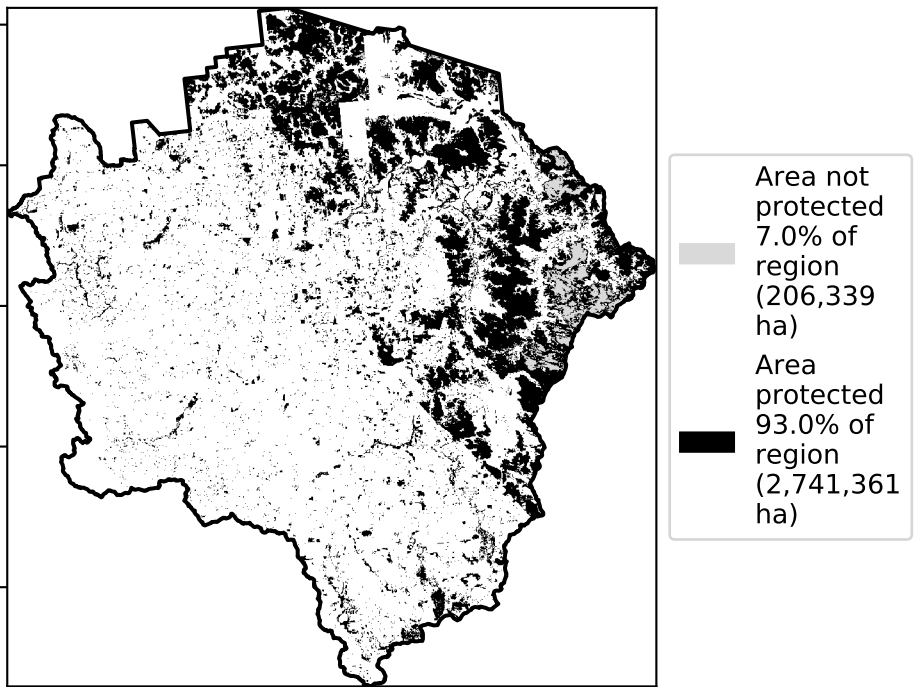 Area not
protected
7.0% of
region
(206,339
ha)
Area
protected
93.0% of
region
(2,741,361
ha)